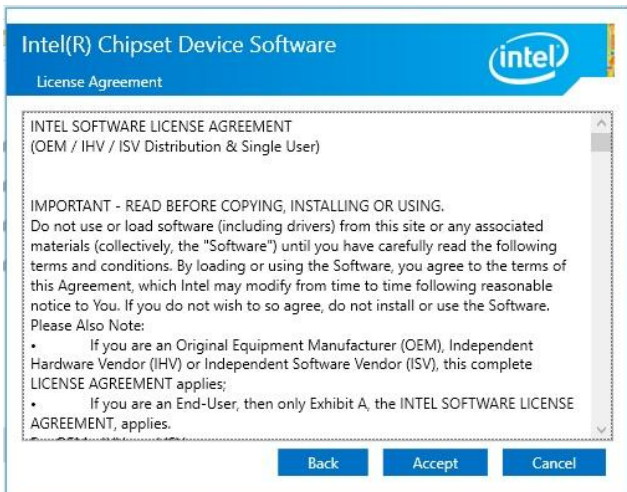 Intel(R) Chipset Device Software
intel
License Agreement
INTEL SOFTWARE LICENSE AGREEMENT
(OEM / IHV / ISV Distribution & Single User)
IMPORTANT - READ BEFORE COPYING, INSTALLING OR USING.
Do not use or load software (including drivers) from this site or any associated
materials (collectively, the "Software") until you have carefully read the following
terms and conditions. By loading or using the Software, you agree to the terms of
this Agreement, which Intel may modify from time to time following reasonable
notice to You. If you do not wish to so agree, do not install or use the Software.
Please Also Note:
• If you are an Original Equipment Manufacturer (OEM), Independent
Hardware Vendor (IHV) or Independent Software Vendor (ISV), this complete
LICENSE AGREEMENT applies;
• If you are an End-User, then only Exhibit A, the INTEL SOFTWARE LICENSE
AGREEMENT, applies.
Back Accept Cancel